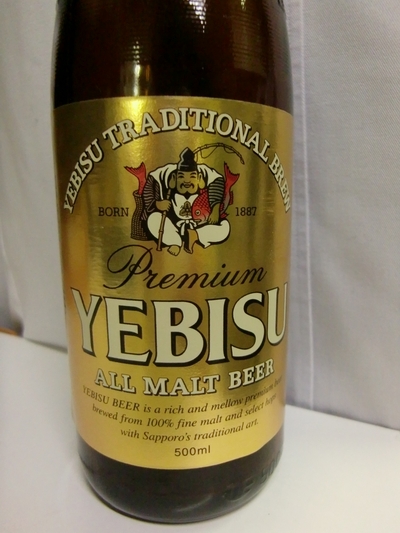 YEBISU TRADITIONAL BREW
BORN 1887
Premium
YEBISU
ALL MALT BEER
YEBISU BEER is a rich and mellow premium
brewed from 100% fine malt and select hops
with Sapporo's traditional art.
500ml